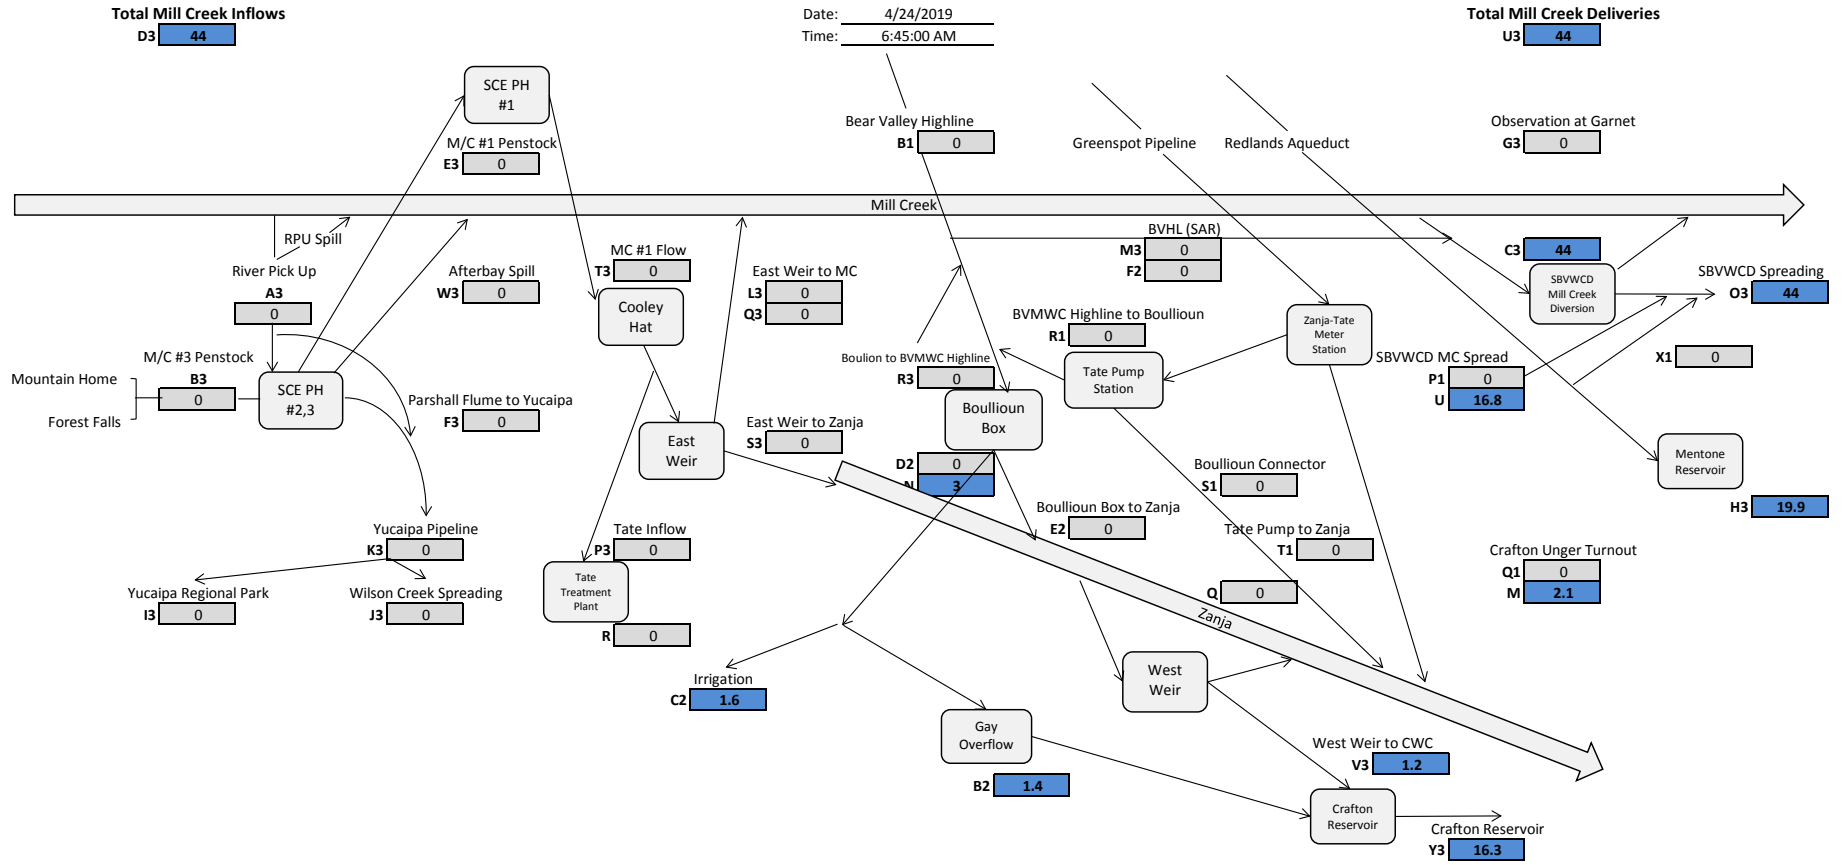 Total Mill Creek Inflows
D3 44
Date: 4/24/2019
Time: 6:45:00 AM
Total Mill Creek Deliveries
U3 44
SCE PH
#1
M/C #1 Penstock
E3 0
Bear Valley Highline
B1 0
Greenspot Pipeline
Redlands Aqueduct
Observation at Garnet
G3 0
Mill Creek
RPU Spill
River Pick Up
A3
0
Afterbay Spill
W3 0
MC #1 Flow
T3 0
Cooley
Hat
East Weir to MC
L3 0
Q3 0
BVHL (SAR)
M3 0
F2 0
C3 44
SBVWCD
Mill Creek
Diversion
SBVWCD Spreading
O3 44
BVMWC Highline to Boullioun
R1 0
Zanja-Tate
Meter
Station
Boulion to BVMWC Highline
R3 0
Tate Pump
Station
SBVWCD MC Spread
P1 0
U 16.8
X1 0
Mountain Home
Forest Falls
M/C #3 Penstock
B3
0
SCE PH
#2,3
Parshall Flume to Yucaipa
F3 0
East
Weir
East Weir to Zanja
S3 0
Boullioun
Box
D2 0
N 3
Boullioun Connector
S1 0
Mentone
Reservoir
H3 19.9
Boullioun Box to Zanja
E2 0
Tate Pump to Zanja
T1 0
Yucaipa Pipeline
K3 0
Tate Inflow
P3 0
Tate
Treatment
Plant
R 0
Crafton Unger Turnout
Q1 0
M 2.1
Yucaipa Regional Park
I3 0
Wilson Creek Spreading
J3 0
Q 0
Zanja
Irrigation
C2 1.6
West
Weir
Gay
Overflow
B2 1.4
West Weir to CWC
V3 1.2
Crafton
Reservoir
Crafton Reservoir
Y3 16.3